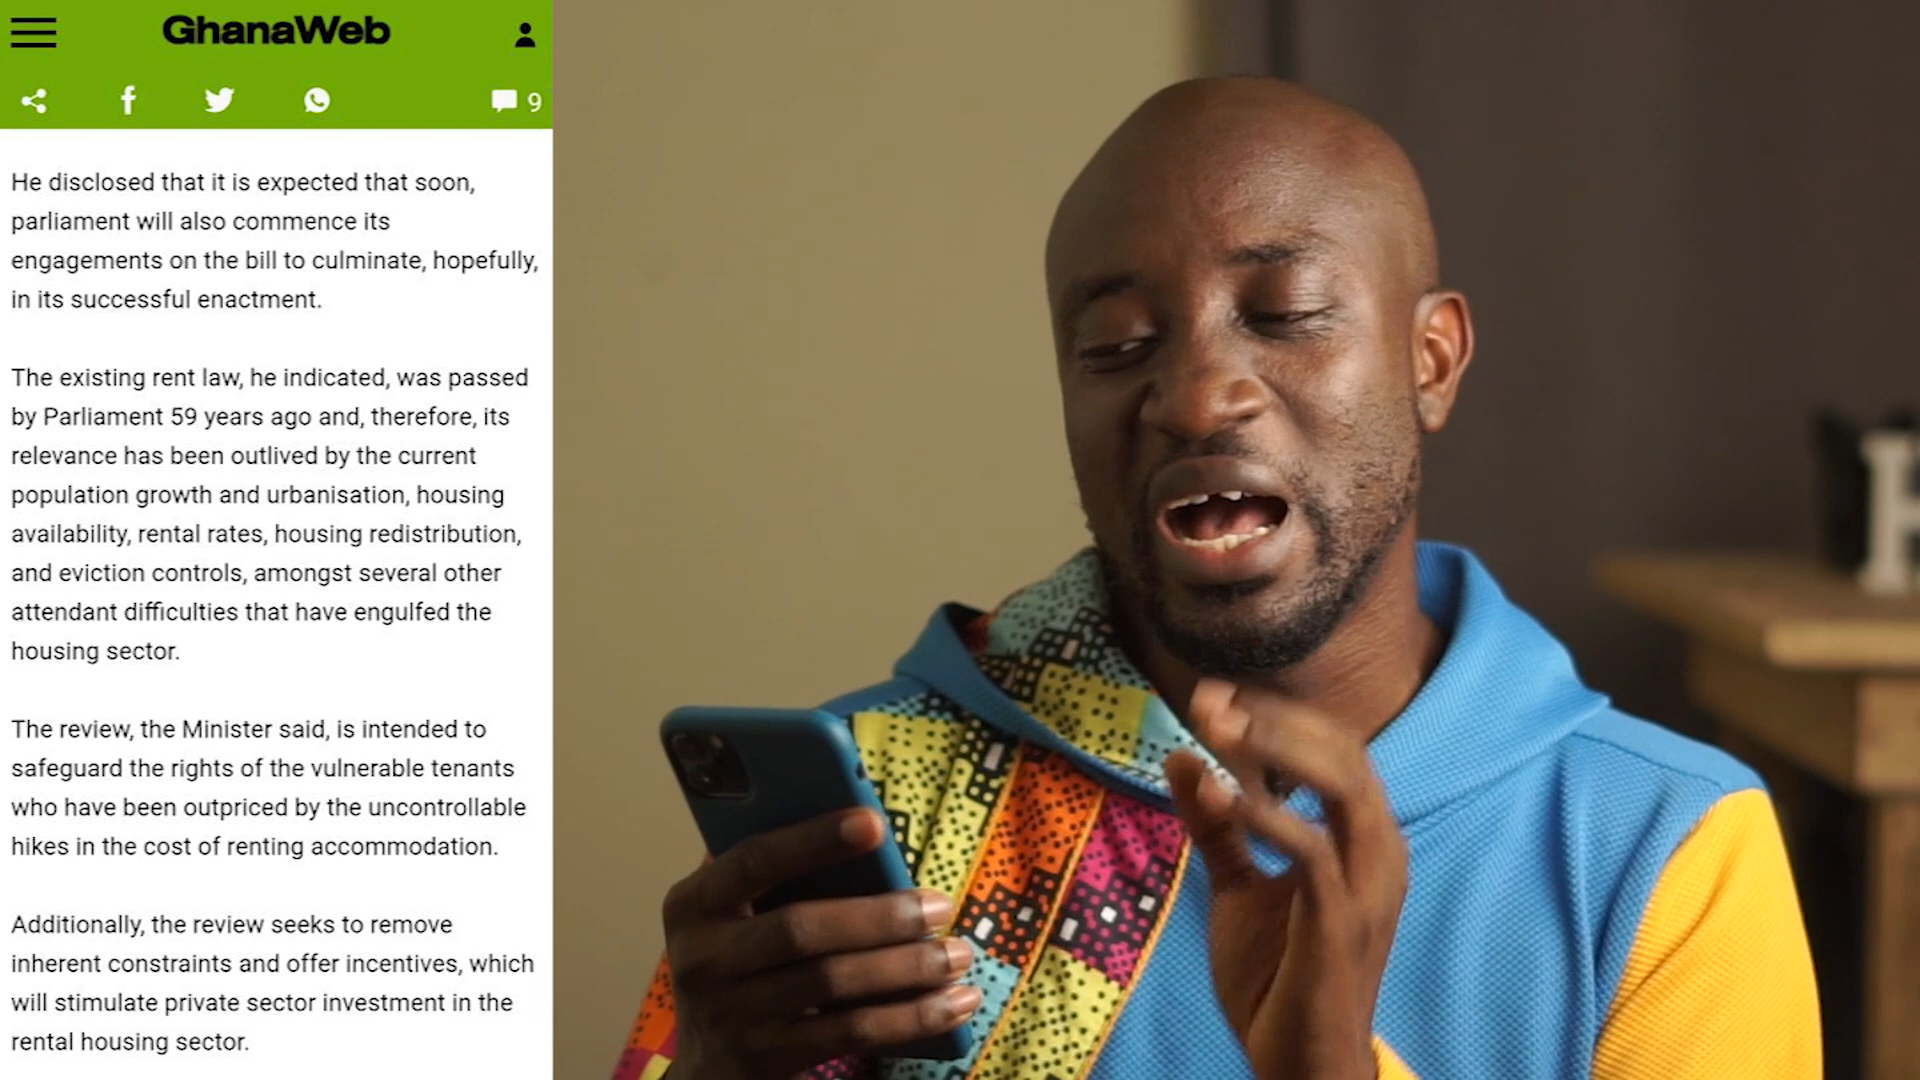 GhanaWeb
9
He disclosed that it is expected that soon,
parliament will also commence its
engagements on the bill to culminate, hopefully,
in its successful enactment.
The existing rent law, he indicated, was passed
by Parliament 59 years ago and, therefore, its
relevance has been outlived by the current
population growth and urbanisation, housing
availability, rental rates, housing redistribution,
and eviction controls, amongst several other
attendant difficulties that have engulfed the
housing sector.
The review, the Minister said, is intended to
safeguard the rights of the vulnerable tenants
who have been outpriced by the uncontrollable
hikes in the cost of renting accommodation.
Additionally, the review seeks to remove
inherent constraints and offer incentives, which
will stimulate private sector investment in the
rental housing sector.